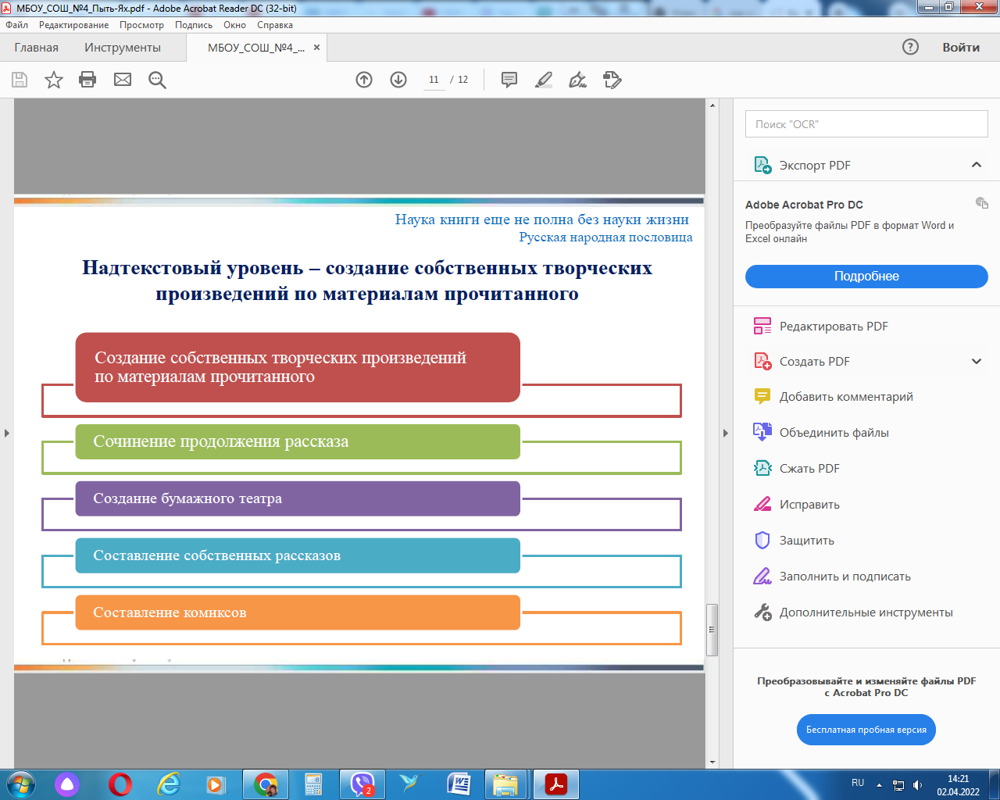 МБОУ_СОШ_№4_Пыть-Ях.pdf - Adobe Acrobat Reader DC (32-bit)
Файл Редактирование Просмотр Подпись Окно Справка
Главная Инструменты МБОУ_СОШ_№4_... × Войти
11 / 12
Поиск "OCR"
Экспорт PDF
Adobe Acrobat Pro DC
Преобразуйте файлы PDF в формат Word и
Excel онлайн
Подробнее
Редактировать PDF
Создать PDF
Добавить комментарий
Объединить файлы
Сжать PDF
Исправить
Защитить
Заполнить и подписать
Дополнительные инструменты
Преобразовывайте и изменяйте файлы PDF
с Acrobat Pro DC
Бесплатная пробная версия
Наука книги еще не полна без науки жизни
Русская народная пословица
Надтекстовый уровень – создание собственных творческих
произведений по материалам прочитанного
Создание собственных творческих произведений
по материалам прочитанного
Сочинение продолжения рассказа
Создание бумажного театра
Составление собственных рассказов
Составление комиксов
2
RU
14:21
02.04.2022